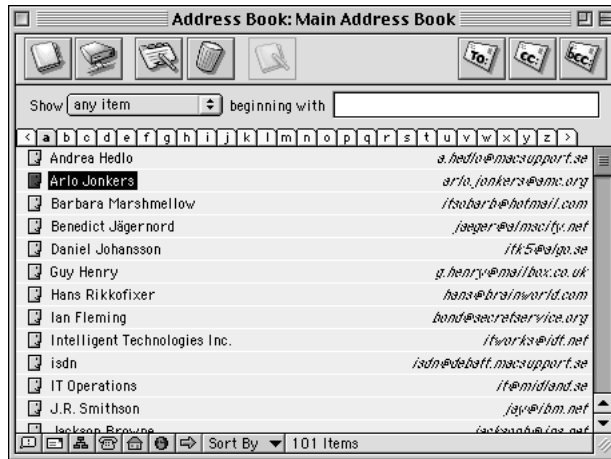 Address Book: Main Address Book
To: CC: bcc:
Show any item beginning with
< a b c d e f g h i j k l m n o p q r s t u v w x y z >
Andrea Hedlo a.hedlo@macsupport.se
Arlo Jonkers arlo.jonkers@amc.org
Barbara Marshmellow itsobarb@hotmail.com
Benedict Jägernord jaeger@almacity.net
Daniel Johansson itk5@algo.se
Guy Henry g.henry@mailbox.co.uk
Hans Rikkofixer hans@brainworld.com
Ian Fleming bond@secretservice.org
Intelligent Technologies Inc. itworks@idt.net
isdn isdn@debatt.macsupport.se
IT Operations it@midland.se
J.R. Smithson jay@ibm.net
Jackson Browne
Sort By 101 Items